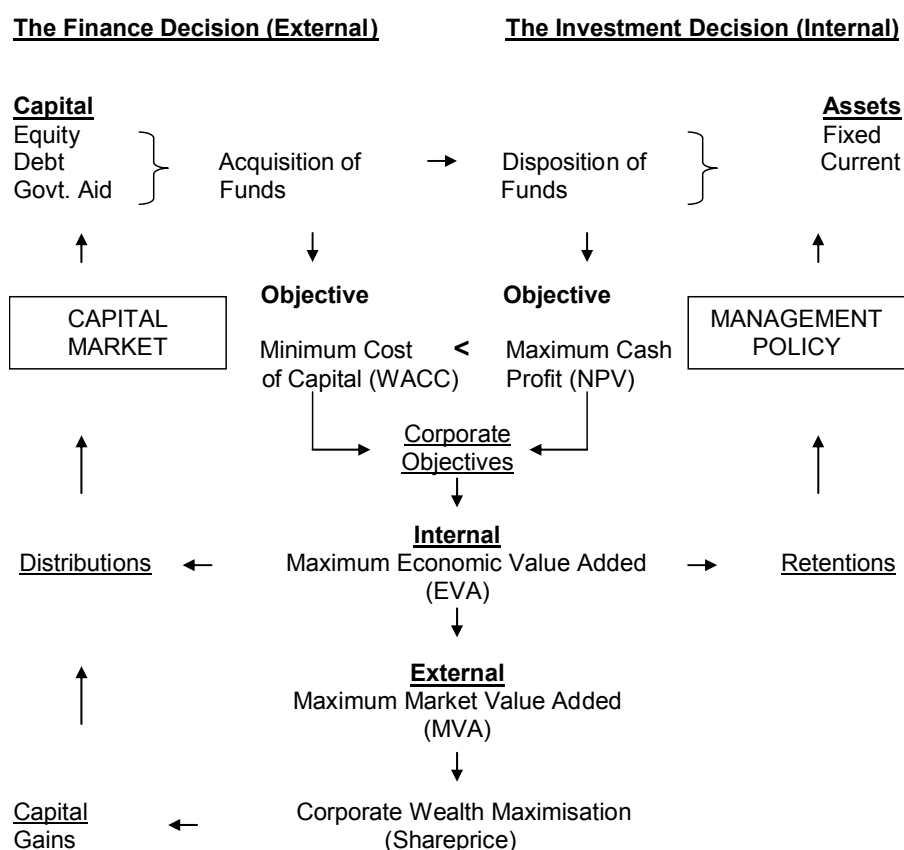 The Finance Decision (External)
The Investment Decision (Internal)
Capital
Equity
Debt
Govt. Aid
Acquisition of
Funds
Disposition of
Funds
Assets
Fixed
Current
Objective
Objective
CAPITAL
MARKET
Minimum Cost
of Capital (WACC)
<
Maximum Cash
Profit (NPV)
MANAGEMENT
POLICY
Corporate
Objectives
Internal
Distributions
Maximum Economic Value Added
(EVA)
Retentions
External
Maximum Market Value Added
(MVA)
Capital
Gains
Corporate Wealth Maximisation
(Shareprice)